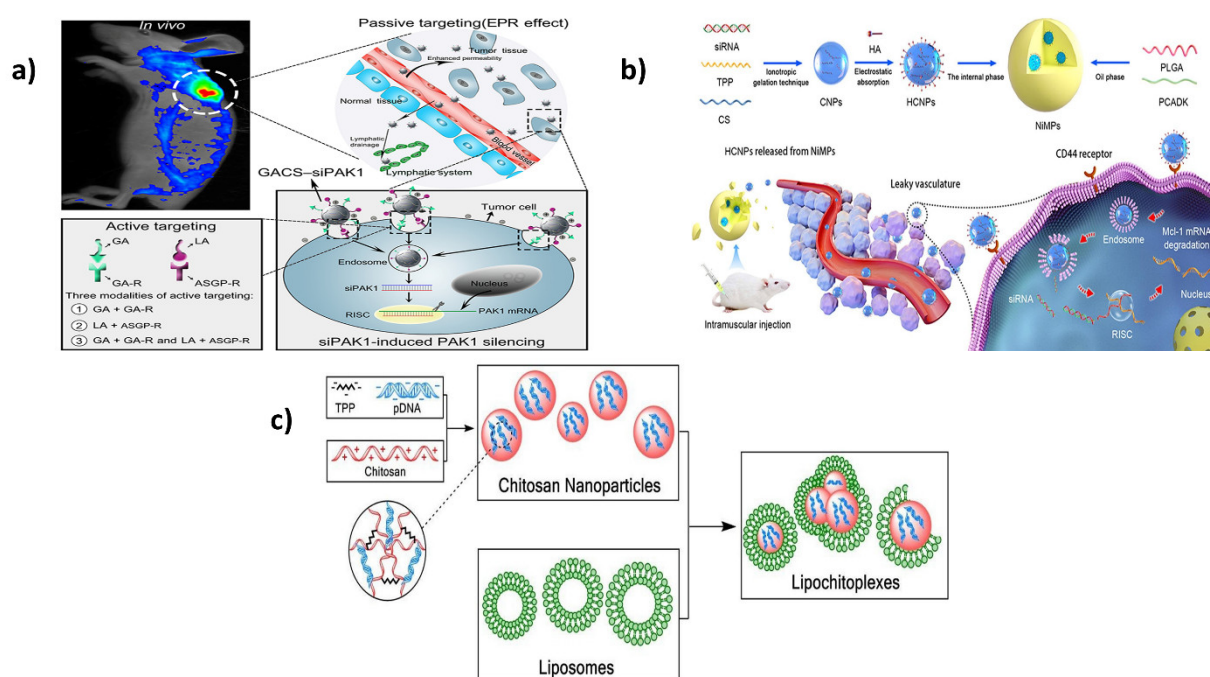 a)
In vivo
Passive targeting(EPR effect)
Tumor tissue
Enhanced permeability
Normal tissue
Lymphatic
drainage
Blood vessel
Lymphatic system
GACS–siPAK1
Tumor cell
Active targeting
GA
LA
GA-R
ASGP-R
Three modalities of active targeting:
1 GA + GA-R
2 LA + ASGP-R
3 GA + GA-R and LA + ASGP-R
Endosome
siPAK1
Nucleus
RISC
PAK1 mRNA
siPAK1-induced PAK1 silencing
b)
siRNA
TPP
CS
Ionotropic
gelation technique
CNPs
HA
Electrostatic
absorption
HCNPs
The internal phase
NiMPs
Oil phase
PLGA
PCADK
HCNPs released from NiMPs
Leaky vasculature
CD44 receptor
Intramuscular injection
Endosome
Mcl-1 mRNA
degradation
siRNA
RISC
Nucleus
c)
TPP
pDNA
Chitosan
Chitosan Nanoparticles
Liposomes
Lipochitoplexes